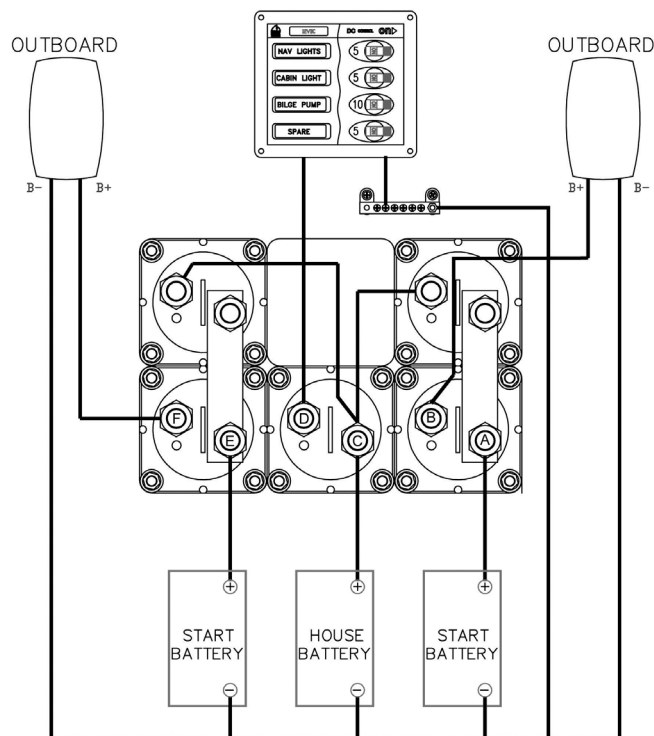 OUTBOARD
OUTBOARD
DC on
NAV LIGHTS 5
CABIN LIGHT 5
BILGE PUMP 10
SPARE 5
B- B+
B+ B-
F E D C B A
+ + +
START BATTERY
HOUSE BATTERY
START BATTERY
- - -